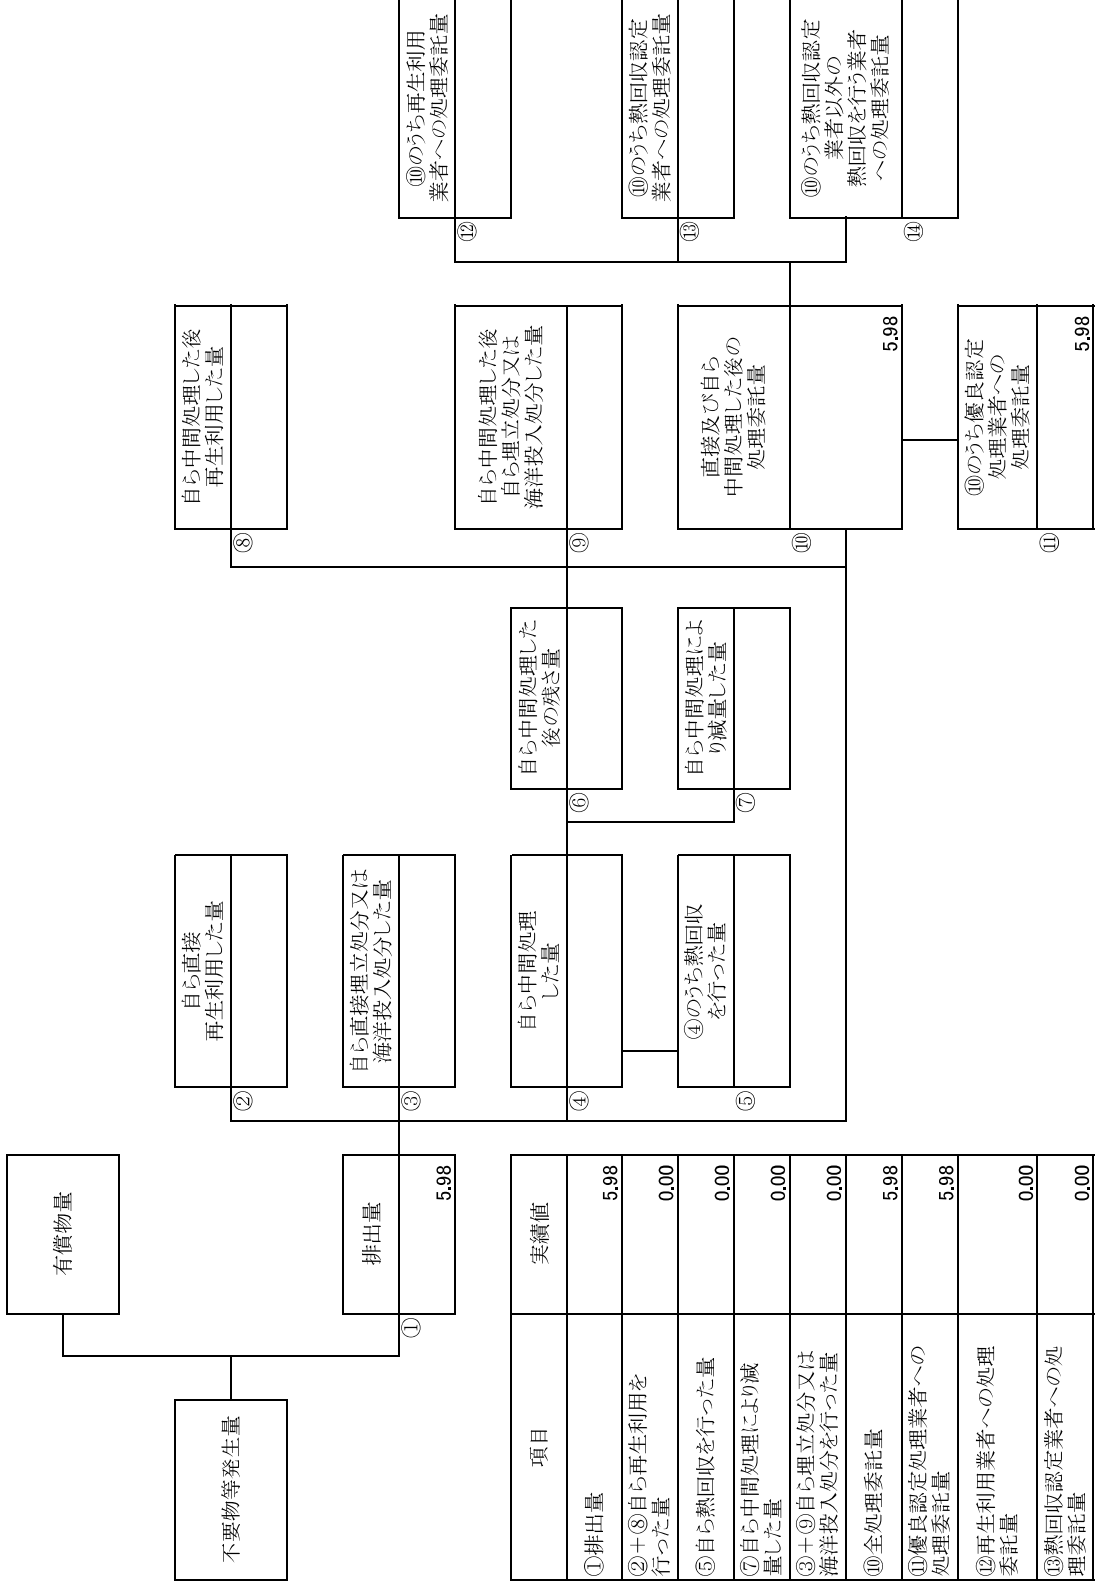 不要物等発生量
有償物量
排出量
①
5.98
自ら直接
再生利用した量
②
自ら直接埋立処分又は
海洋投入処分した量
③
自ら中間処理
した量
④
④のうち熱回収
を行った量
⑤
自ら中間処理した
後の残さ量
⑥
自ら中間処理によ
り減量した量
⑦
自ら中間処理した後
再生利用した量
⑧
自ら中間処理した後
自ら埋立処分又は
海洋投入処分した量
⑨
直接及び自ら
中間処理した後の
処理委託量
⑩
5.98
⑩のうち優良認定
処理業者への
処理委託量
⑪
5.98
⑩のうち再生利用
業者への処理委託量
⑫
⑩のうち熱回収認定
業者への処理委託量
⑬
⑩のうち熱回収認定
業者以外の
熱回収を行う業者
への処理委託量
⑭
項目 実績値
①排出量 5.98
②+⑧自ら再生利用を
行った量 0.00
⑤自ら熱回収を行った量 0.00
⑦自ら中間処理により減
量した量 0.00
③+⑨自ら埋立処分又は
海洋投入処分を行った量 0.00
⑩全処理委託量 5.98
⑪優良認定処理業者への
処理委託量 5.98
⑫再生利用業者への処理
委託量 0.00
⑬熱回収認定業者への処
理委託量 0.00